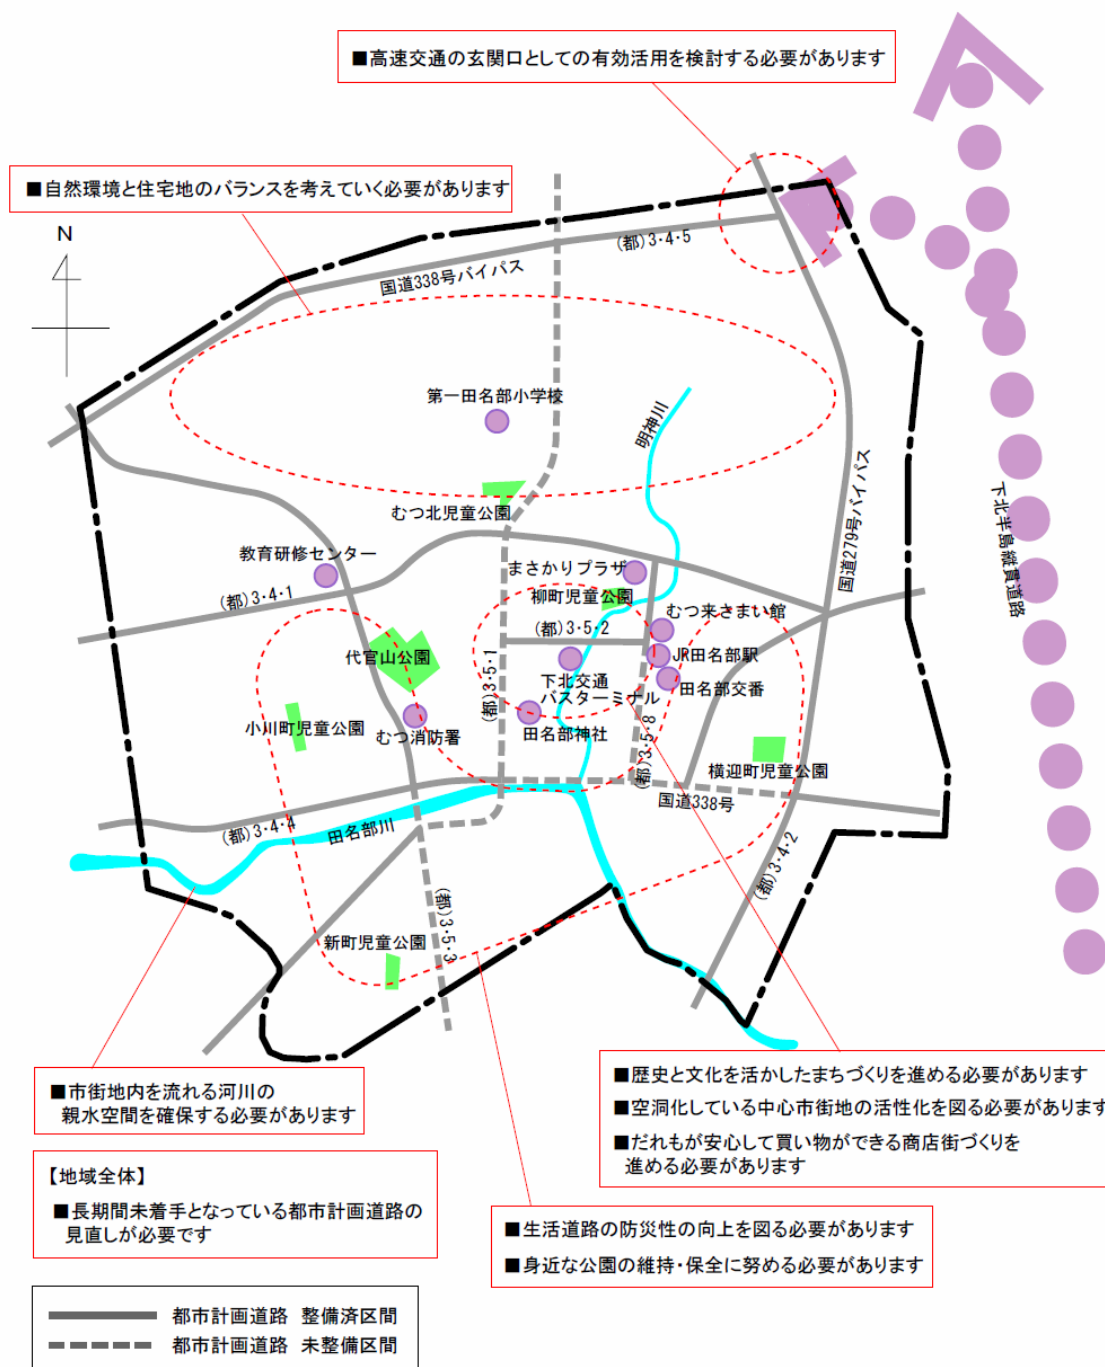 ■高速交通の玄関口としての有効活用を検討する必要があります
■自然環境と住宅地のバランスを考えていく必要があります
N
(都)3・4・5
国道338号バイパス
第一田名部小学校
明神川
むつ北児童公園
国道279号バイパス
下北半島縦貫道路
教育研修センター
まさかりプラザ
(都)3・4・1
柳町児童公園
むつ来さまい館
(都)3・5・2
代官山公園
JR田名部駅
下北交通
バスターミナル
田名部交番
(都)3・5・1
小川町児童公園
むつ消防署
田名部神社
(都)3・5・8
横迎町児童公園
国道338号
(都)3・4・4
田名部川
(都)3・4・2
(都)3・5・3
新町児童公園
■市街地内を流れる河川の
親水空間を確保する必要があります
■歴史と文化を活かしたまちづくりを進める必要があります
■空洞化している中心市街地の活性化を図る必要があります
■だれもが安心して買い物ができる商店街づくりを
進める必要があります
【地域全体】
■長期間未着手となっている都市計画道路の
見直しが必要です
■生活道路の防災性の向上を図る必要があります
■身近な公園の維持・保全に努める必要があります
都市計画道路 整備済区間
都市計画道路 未整備区間